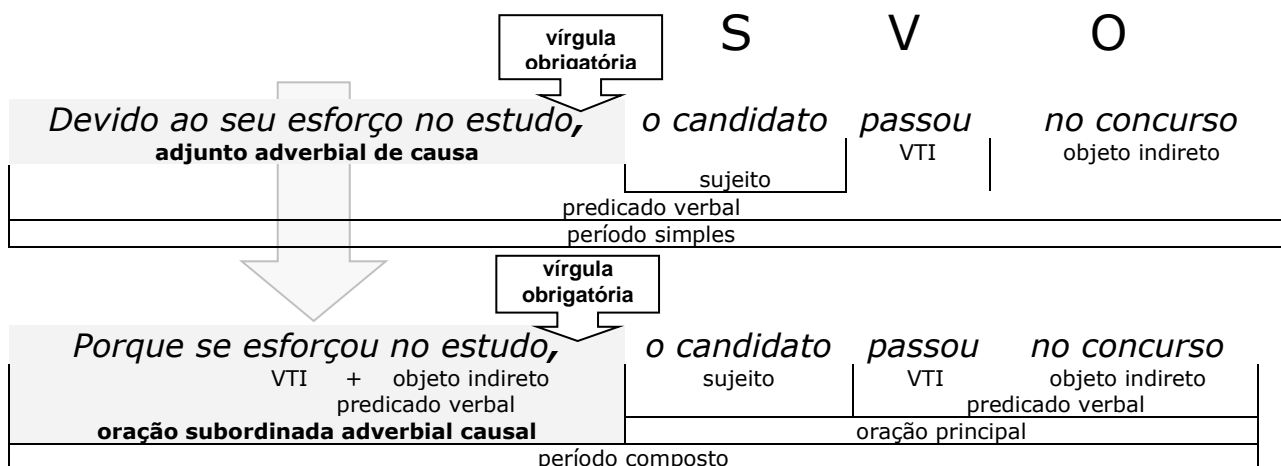 S V O
vírgula
obrigatória
Devido ao seu esforço no estudo, o candidato passou no concurso
adjunto adverbial de causa VTI objeto indireto
sujeito
predicado verbal
período simples
vírgula
obrigatória
Porque se esforçou no estudo, o candidato passou no concurso
VTI + objeto indireto sujeito VTI objeto indireto
predicado verbal predicado verbal
oração subordinada adverbial causal oração principal
período composto